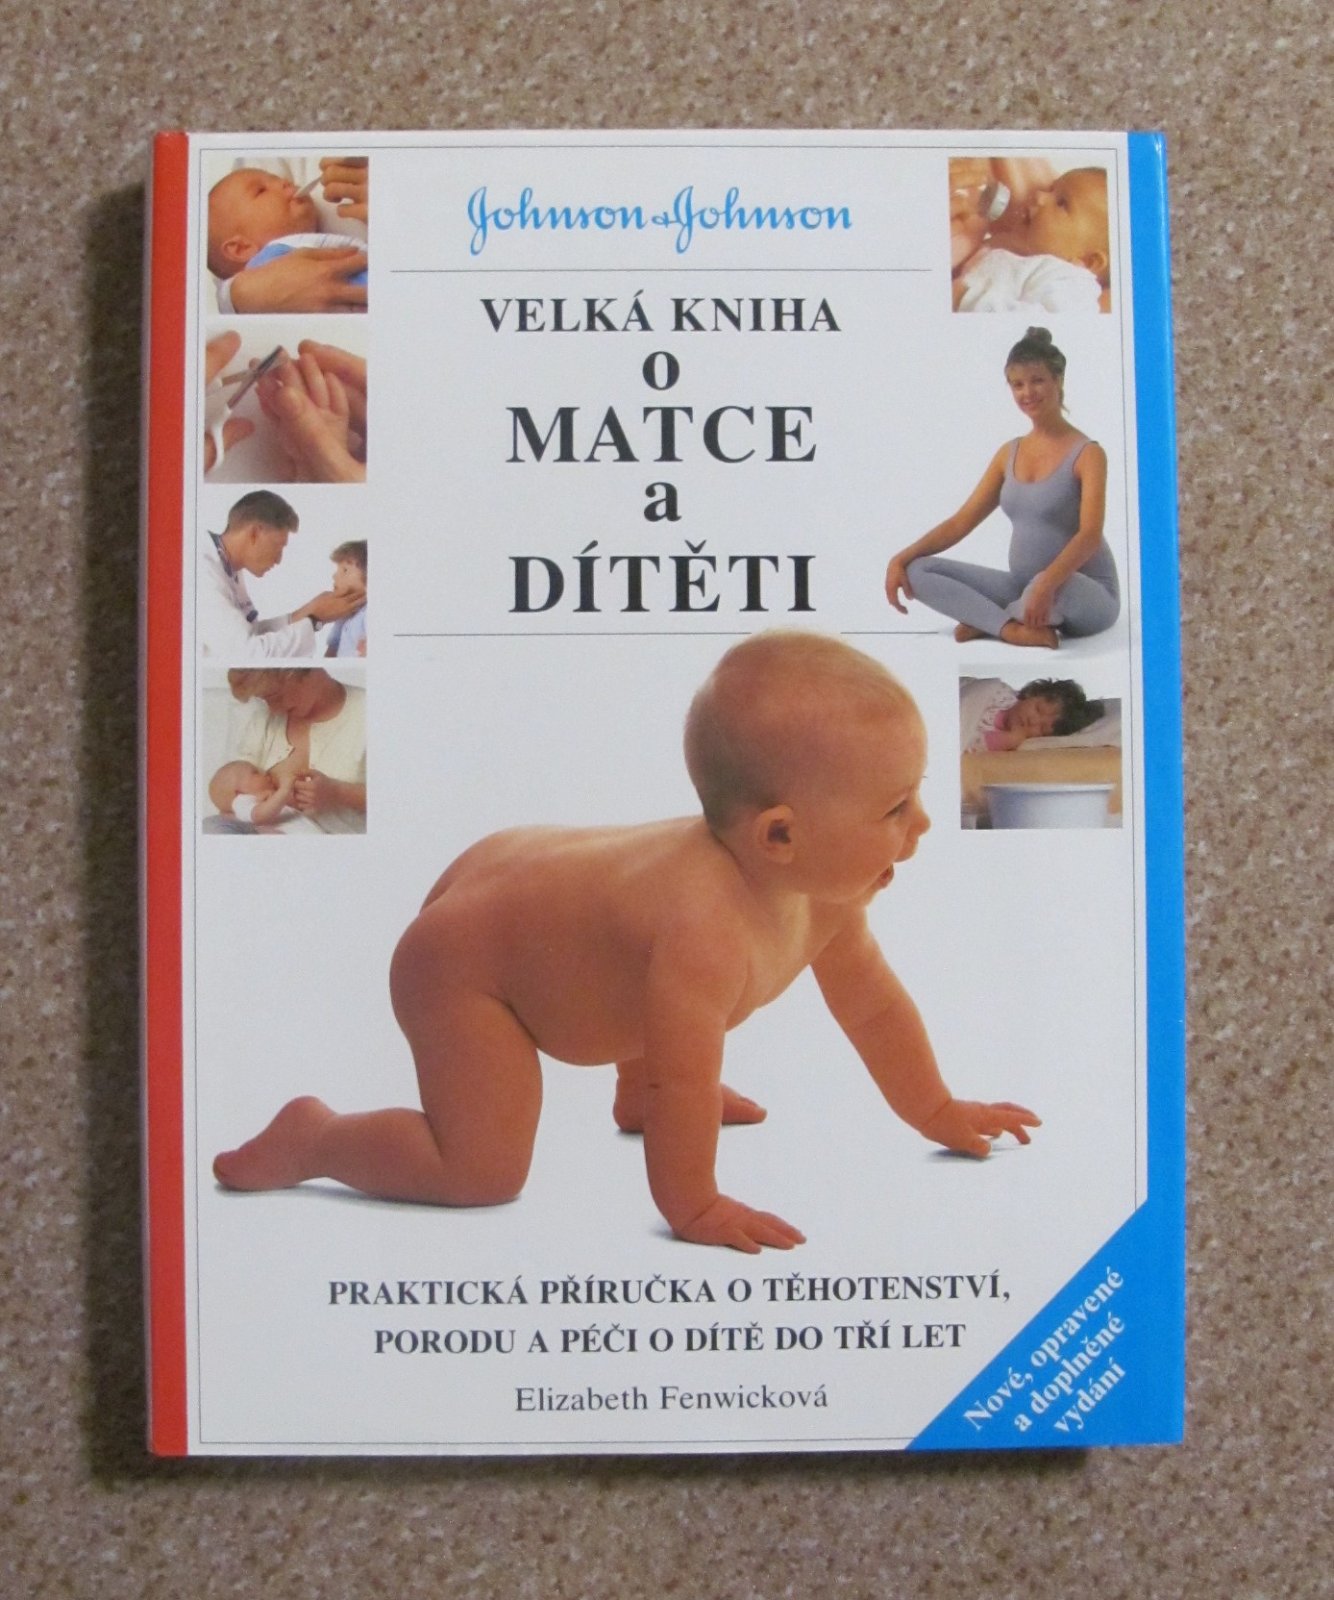 Johnson & Johnson
VELKÁ KNIHA
o
MATCE
a
DÍTĚTI
PRAKTICKÁ PŘÍRUČKA O TĚHOTENSTVÍ,
PORODU A PÉČI O DÍTĚ DO TŘÍ LET
Elizabeth Fenwicková
Nové, opravené
a doplněné
vydání